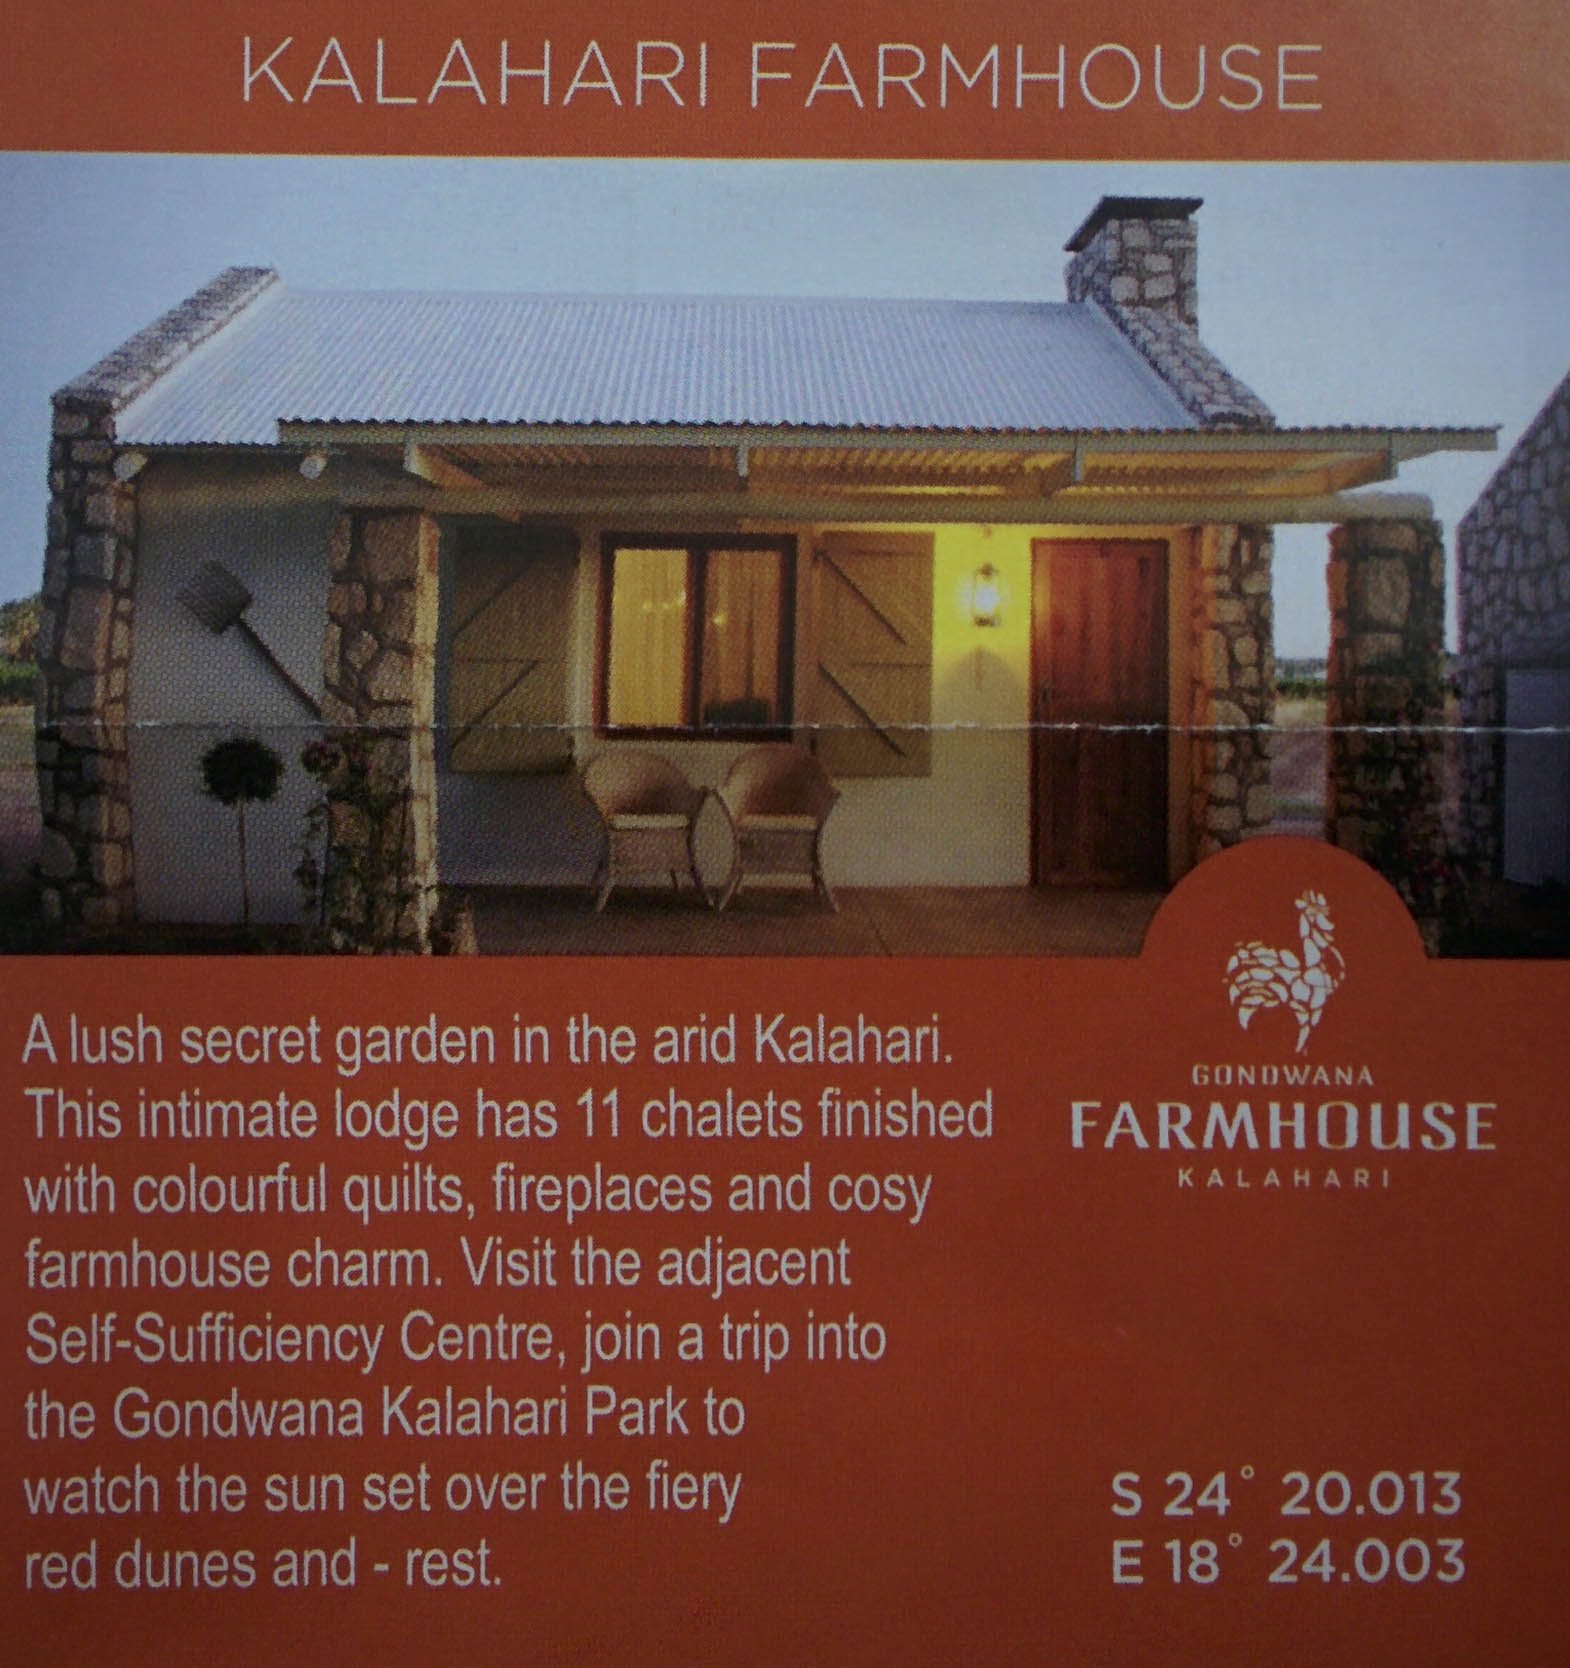 KALAHARI FARMHOUSE
A lush secret garden in the arid Kalahari.
This intimate lodge has 11 chalets finished
with colourful quilts, fireplaces and cosy
farmhouse charm. Visit the adjacent
Self-Sufficiency Centre, join a trip into
the Gondwana Kalahari Park to
watch the sun set over the fiery
red dunes and - rest.
GONDWANA
FARMHOUSE
KALAHARI
S 24° 20.013
E 18° 24.003